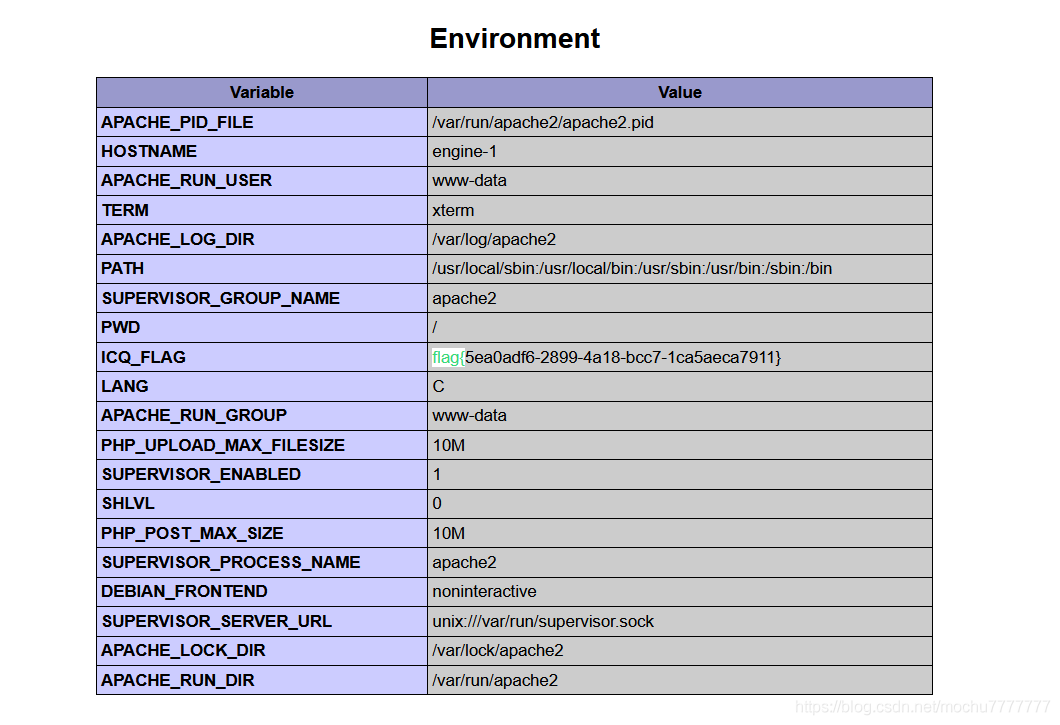 Environment
Variable Value
APACHE_PID_FILE /var/run/apache2/apache2.pid
HOSTNAME engine-1
APACHE_RUN_USER www-data
TERM xterm
APACHE_LOG_DIR /var/log/apache2
PATH /usr/local/sbin:/usr/local/bin:/usr/sbin:/usr/bin:/sbin:/bin
SUPERVISOR_GROUP_NAME apache2
PWD /
ICQ_FLAG flag{5ea0adf6-2899-4a18-bcc7-1ca5aeca7911}
LANG C
APACHE_RUN_GROUP www-data
PHP_UPLOAD_MAX_FILESIZE 10M
SUPERVISOR_ENABLED 1
SHLVL 0
PHP_POST_MAX_SIZE 10M
SUPERVISOR_PROCESS_NAME apache2
DEBIAN_FRONTEND noninteractive
SUPERVISOR_SERVER_URL unix:///var/run/supervisor.sock
APACHE_LOCK_DIR /var/lock/apache2
APACHE_RUN_DIR /var/run/apache2
https://blog.csdn.net/mochu7777777